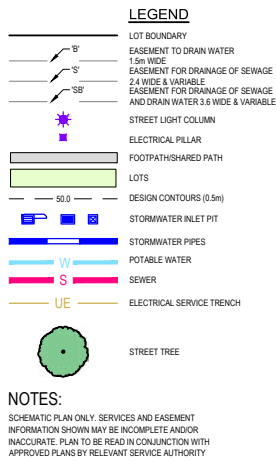 LEGEND
LOT BOUNDARY
'B'
EASEMENT TO DRAIN WATER
1.5m WIDE
'S'
EASEMENT FOR DRAINAGE OF SEWAGE
2.4 WIDE & VARIABLE
'SB'
EASEMENT FOR DRAINAGE OF SEWAGE
AND DRAIN WATER 3.6 WIDE & VARIABLE
STREET LIGHT COLUMN
ELECTRICAL PILLAR
FOOTPATH/SHARED PATH
LOTS
50.0
DESIGN CONTOURS (0.5m)
STORMWATER INLET PIT
STORMWATER PIPES
W
POTABLE WATER
S
SEWER
UE
ELECTRICAL SERVICE TRENCH
STREET TREE
NOTES:
SCHEMATIC PLAN ONLY. SERVICES AND EASEMENT
INFORMATION SHOWN MAY BE INCOMPLETE AND/OR
INACCURATE. PLAN TO BE READ IN CONJUNCTION WITH
APPROVED PLANS BY RELEVANT SERVICE AUTHORITY